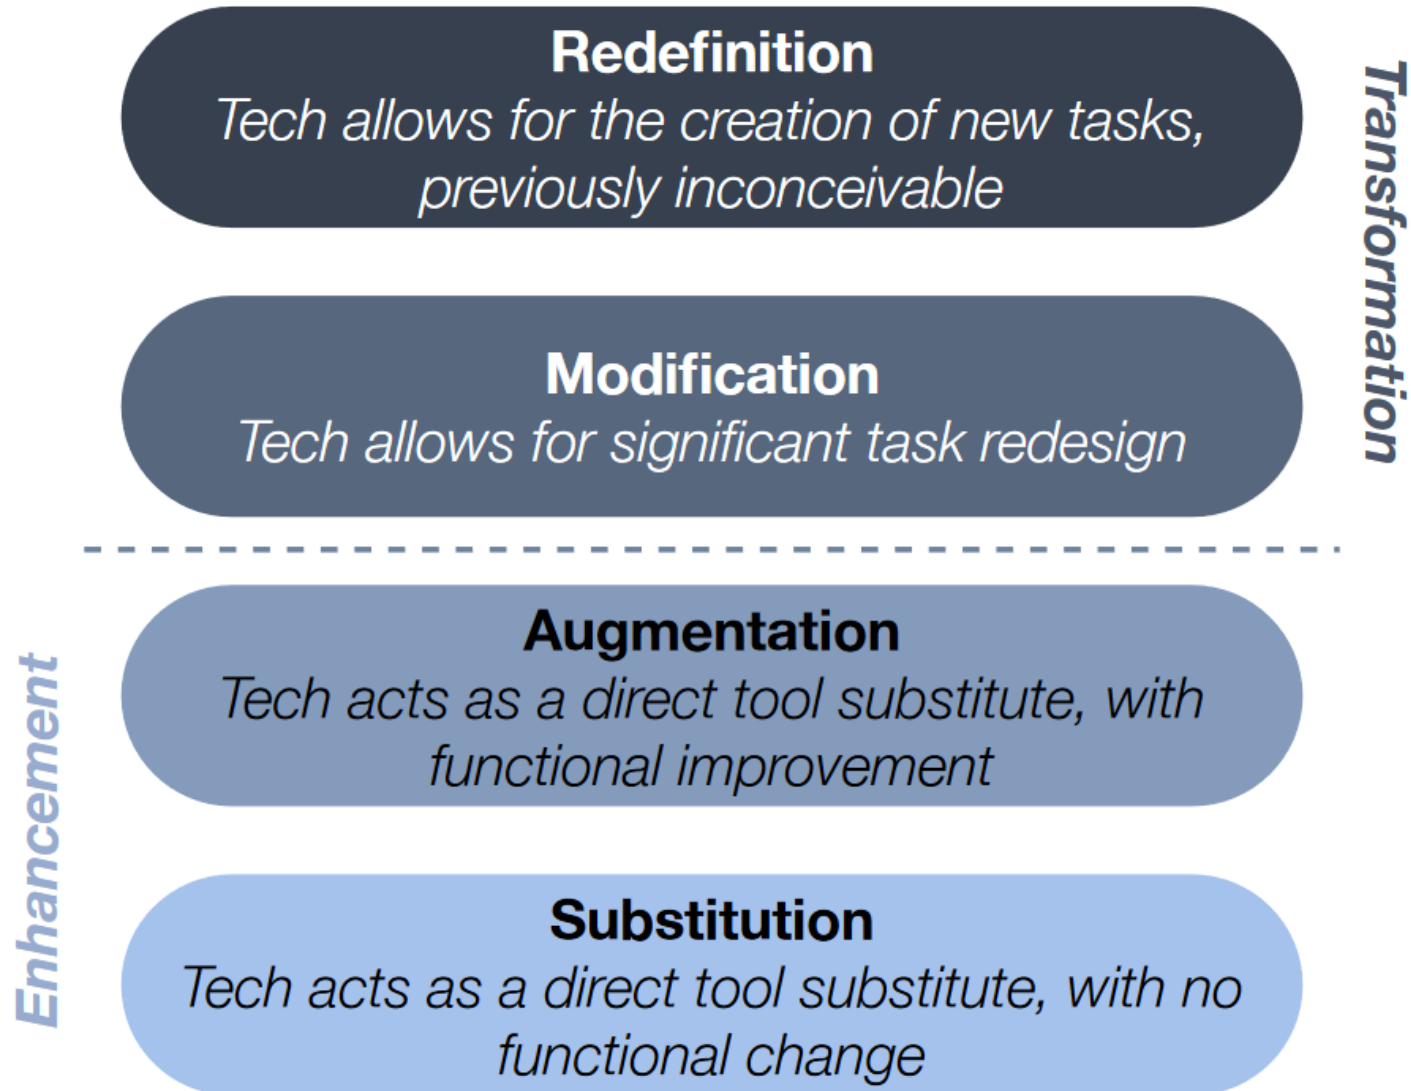 Redefinition
Tech allows for the creation of new tasks,
previously inconceivable
Transformation
Modification
Tech allows for significant task redesign
Augmentation
Tech acts as a direct tool substitute, with
functional improvement
Enhancement
Substitution
Tech acts as a direct tool substitute, with no
functional change